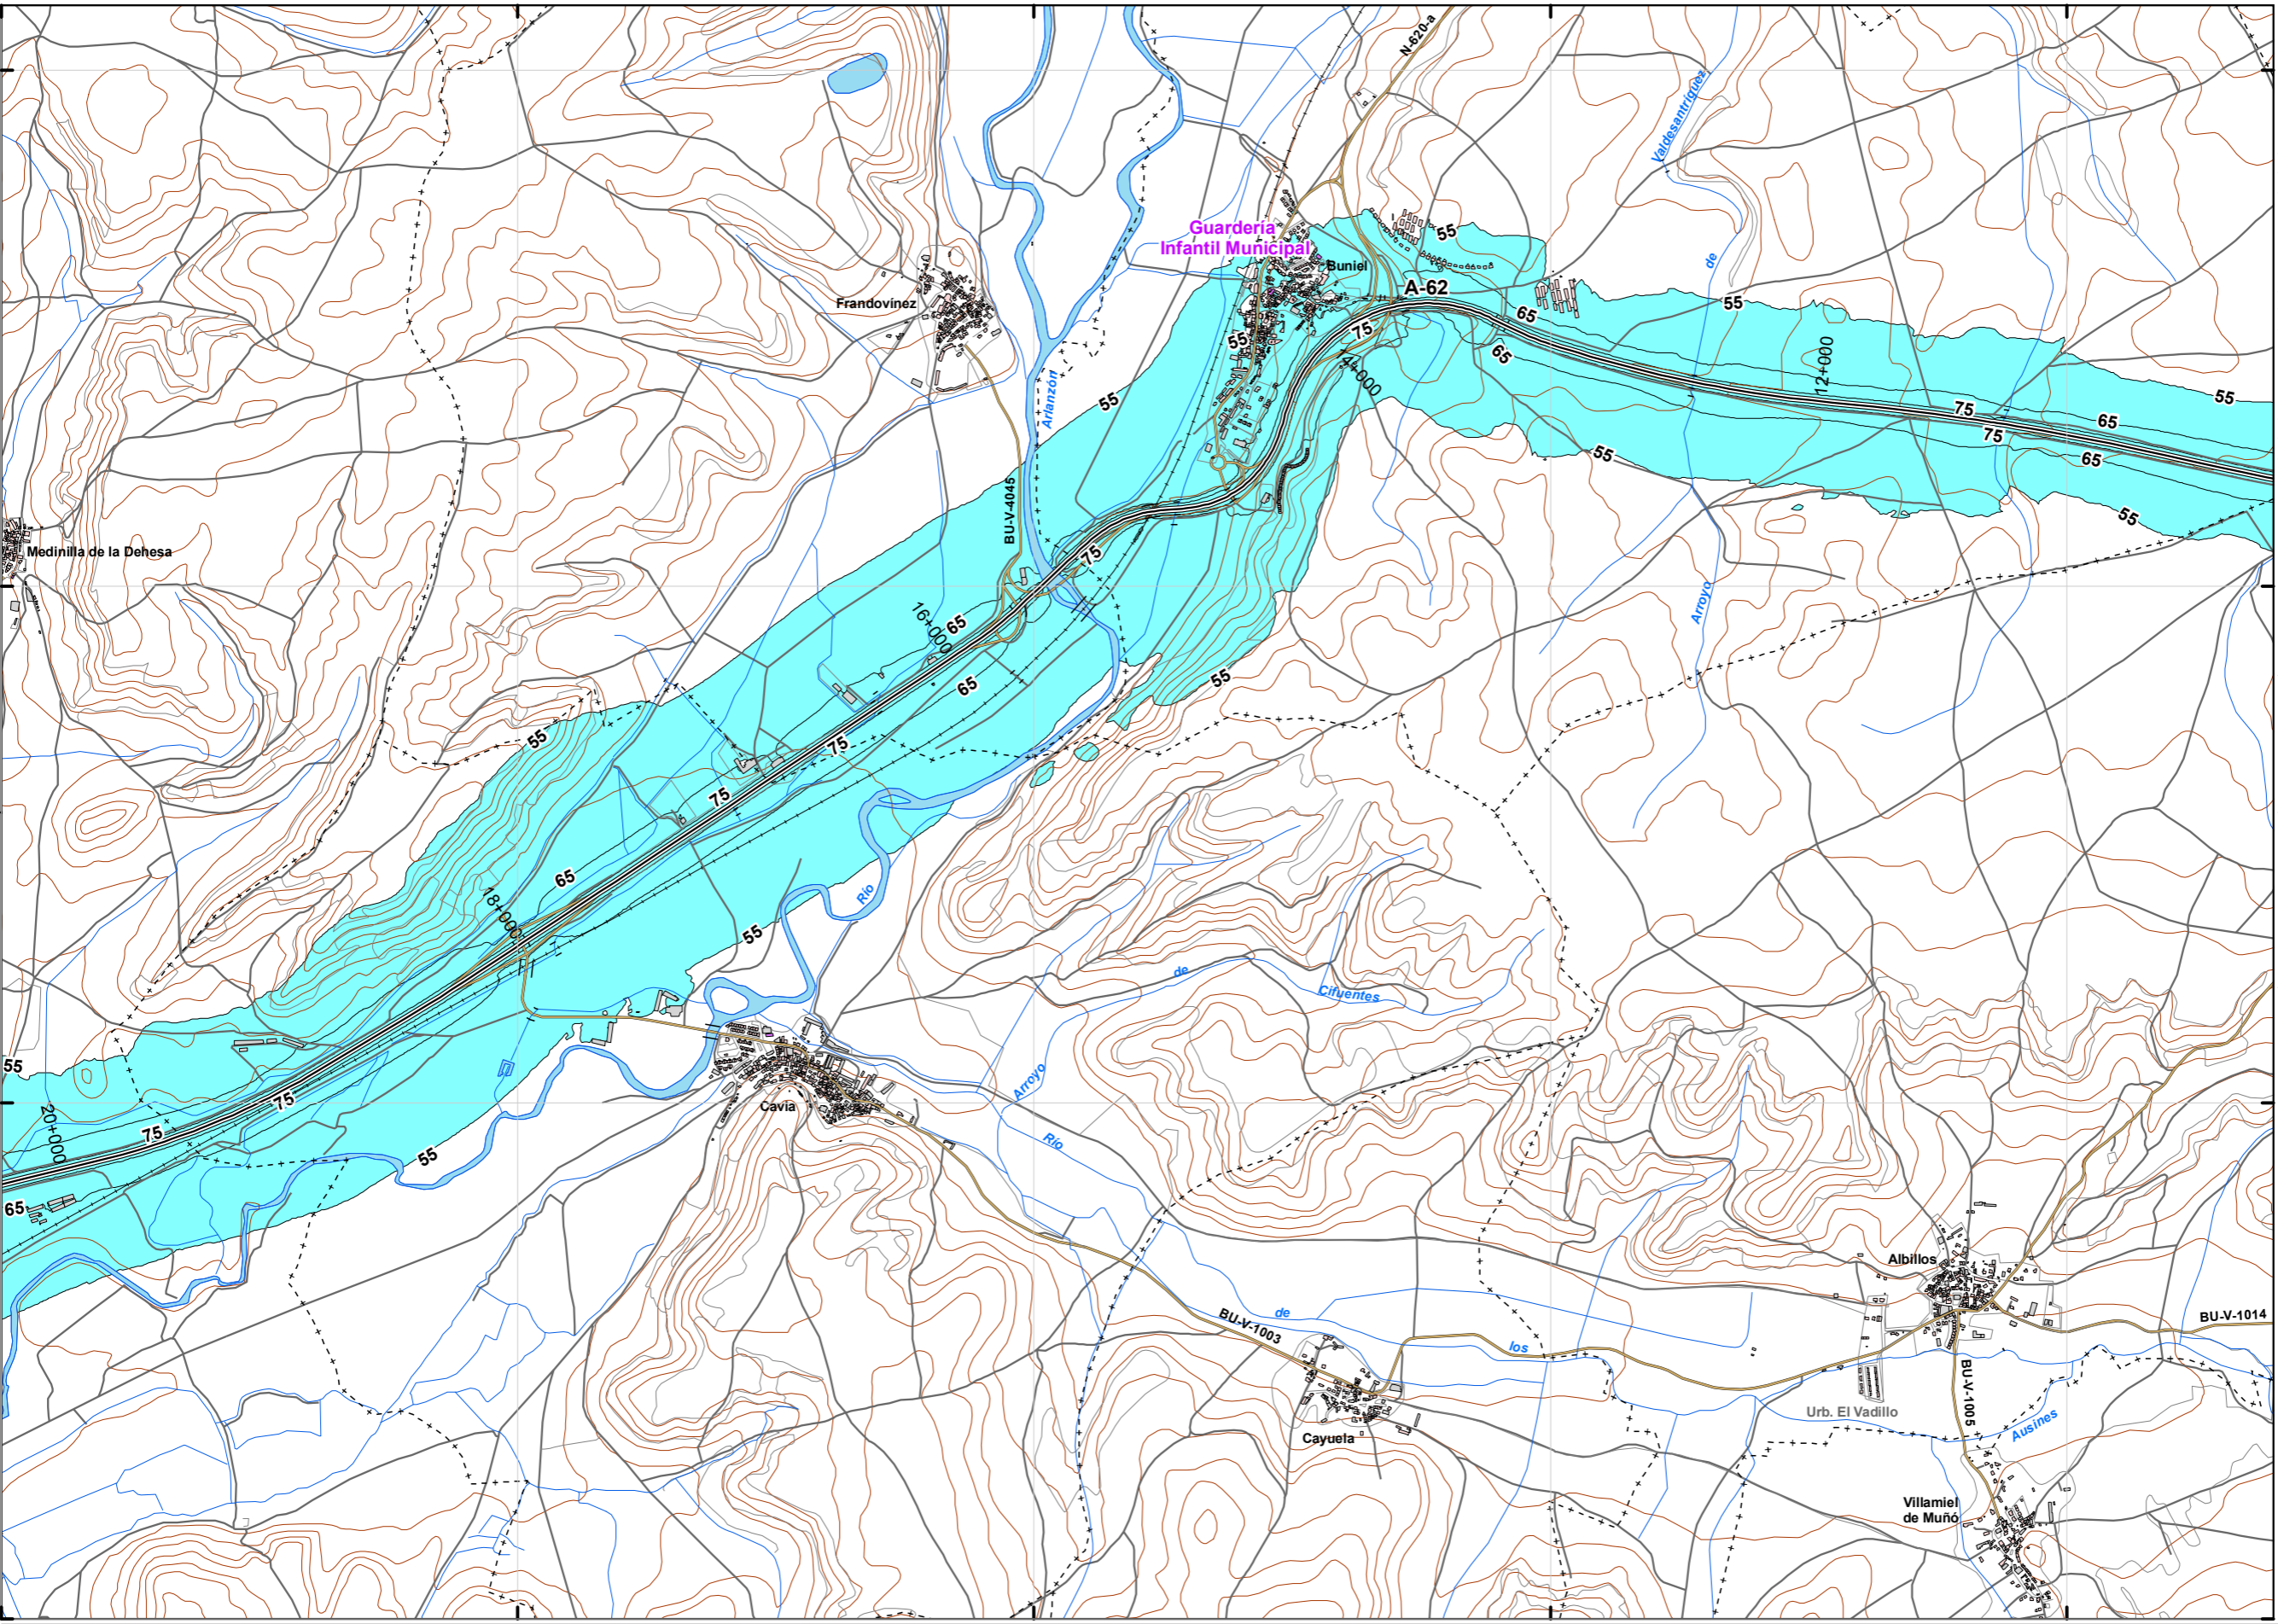 N-620-a
Valdesantríguez
de
Arroyo
Guardería
Infantil Municipal
Buniel
55
A-62
Frandovínez
55
65
75
65
14+000
12+000
55
55
75
65
55
75
65
55
55
Arlanzón
55
BU-V-4045
Medinilla de la Dehesa
75
16+000
65
65
55
55
75
75
65
18+000
Río
55
de
Cifuentes
Arroyo
55
75
20+000
75
Cavia
55
65
Río
de
los
Ausines
Albillos
BU-V-1014
BU-V-1003
BU-V-1005
Urb. El Vadillo
Cayuela
Villamiel
de Muñó